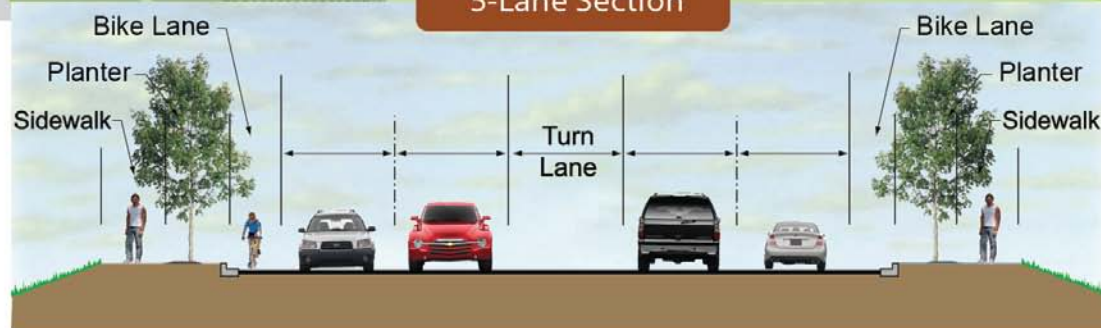 5-Lane Section
Bike Lane
Bike Lane
Planter
Planter
Sidewalk
Sidewalk
Turn
Lane